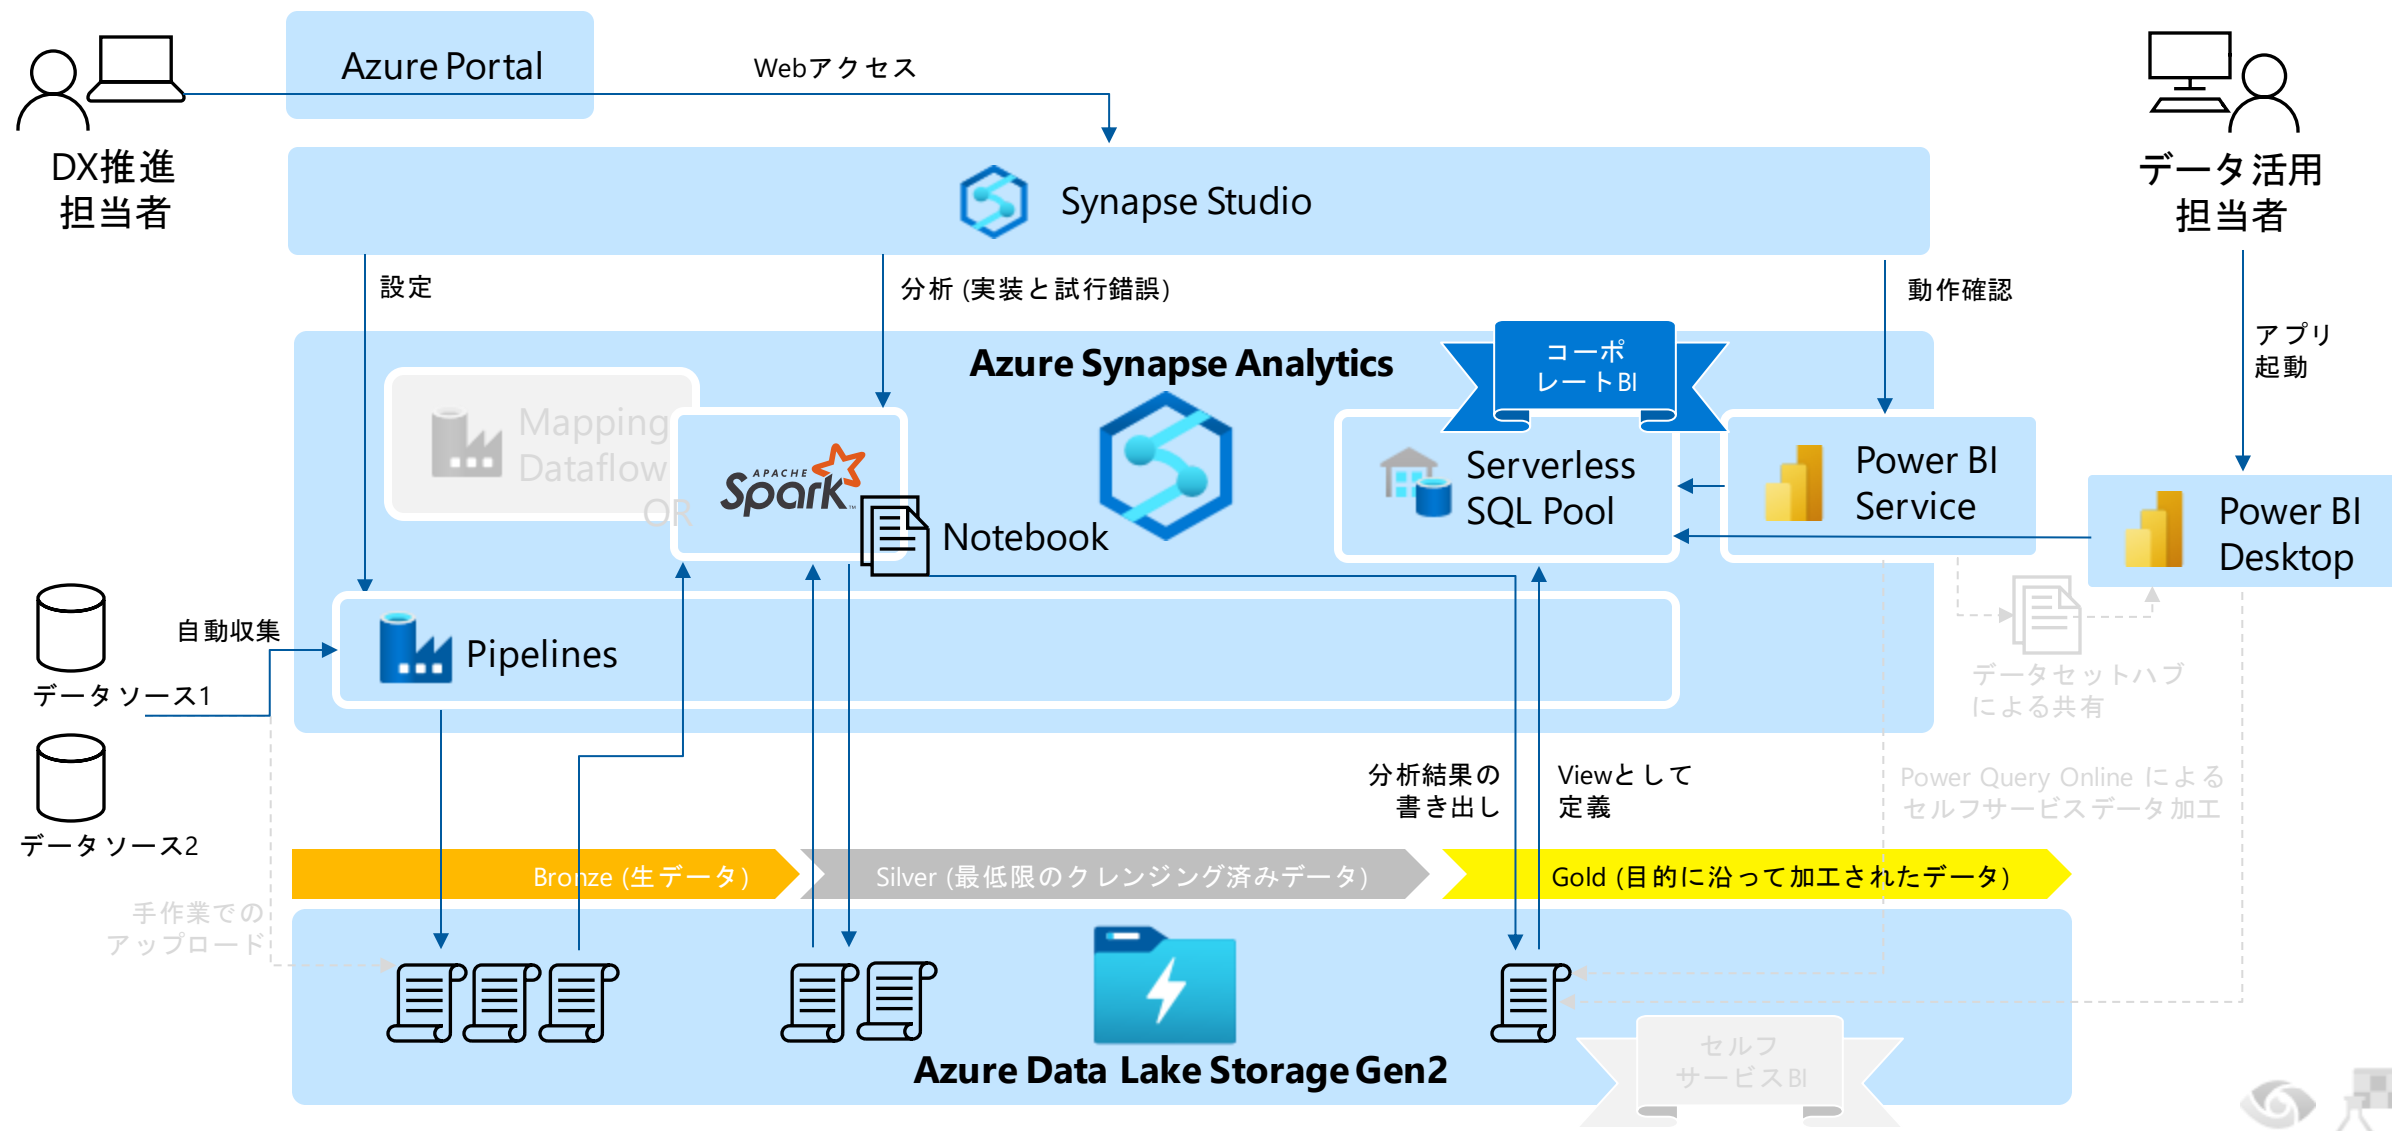 Azure Portal
Webアクセス
DX推進
担当者
データ活用
担当者
Synapse Studio
設定
分析 (実装と試行錯誤)
動作確認
アプリ
起動
Azure Synapse Analytics
コーポ
レートBI
Mapping
Dataflow
OR
APACHE
Spark
TM
Notebook
Serverless
SQL Pool
Power BI
Service
Power BI
Desktop
自動収集
Pipelines
データソース1
データソース2
データセットハブ
による共有
分析結果の
書き出し
Viewとして
定義
Power Query Online による
セルフサービスデータ加工
Bronze (生データ)
Silver (最低限のクレンジング済みデータ)
Gold (目的に沿って加工されたデータ)
手作業での
アップロード
Azure Data Lake Storage Gen2
セルフ
サービスBI